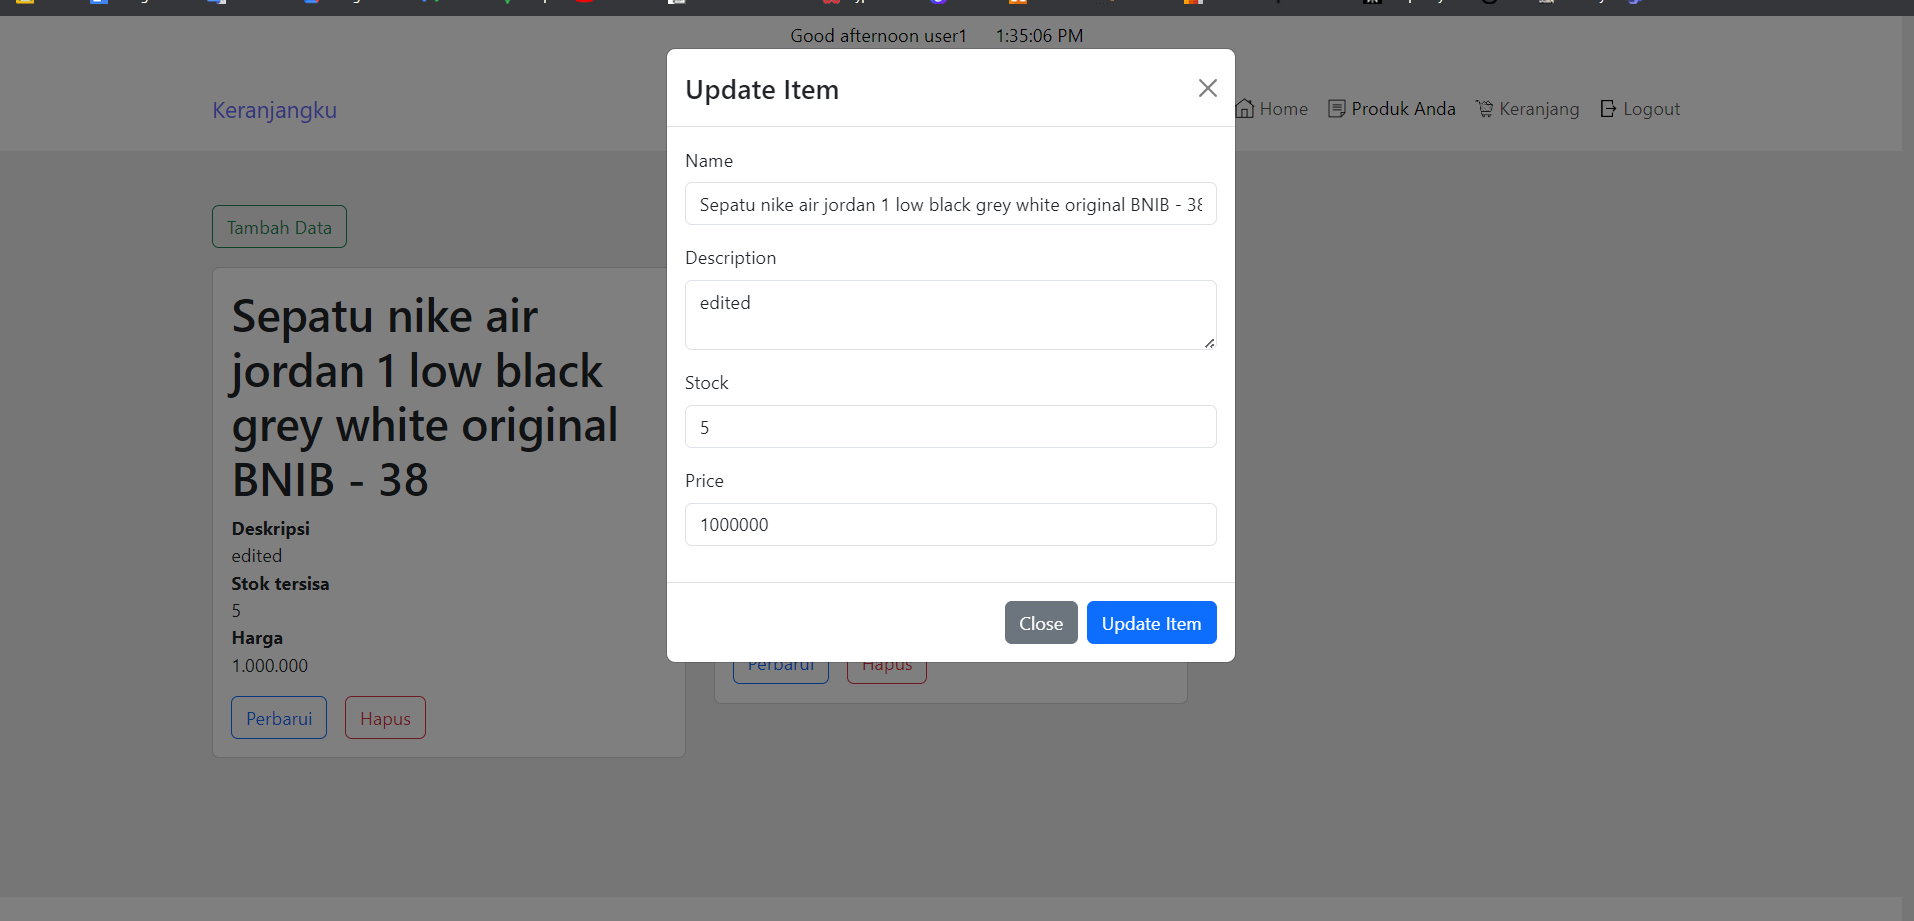 Good afternoon user1 1:35:06 PM
Keranjangku
Home Produk Anda Keranjang Logout
Tambah Data
Sepatu nike air
jordan 1 low black
grey white original
BNIB - 38
Deskripsi
edited
Stok tersisa
5
Harga
1.000.000
Perbarui Hapus
Update Item
Name
Sepatu nike air jordan 1 low black grey white original BNIB - 38
Description
edited
Stock
5
Price
1000000
Close Update Item
Perbarui Hapus